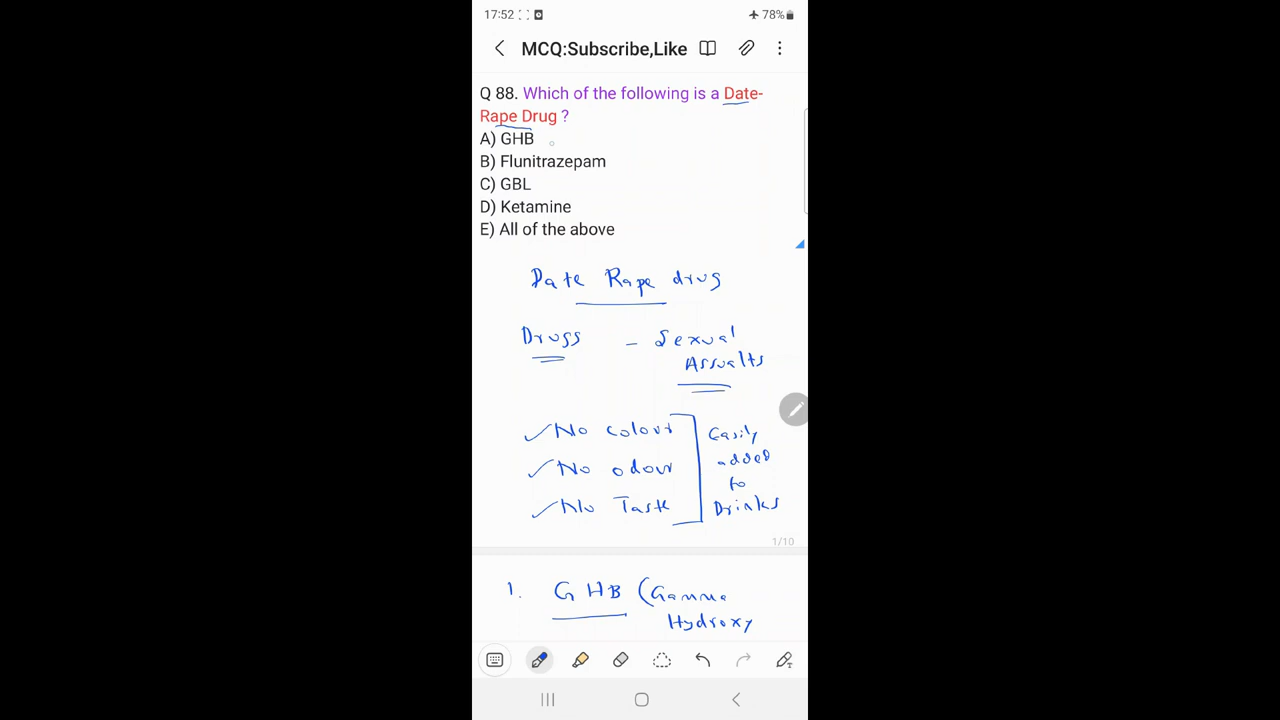 17:52 78%
MCQ:Subscribe,Like
Q 88. Which of the following is a Date-
Rape Drug ?
A) GHB
B) Flunitrazepam
C) GBL
D) Ketamine
E) All of the above
Date Rape drug
Drugs – Sexual
Assualts
No colour
No odour
No Taste
Easily
added
to
Drinks
1/10
1. GHB (Gamma
Hydroxy